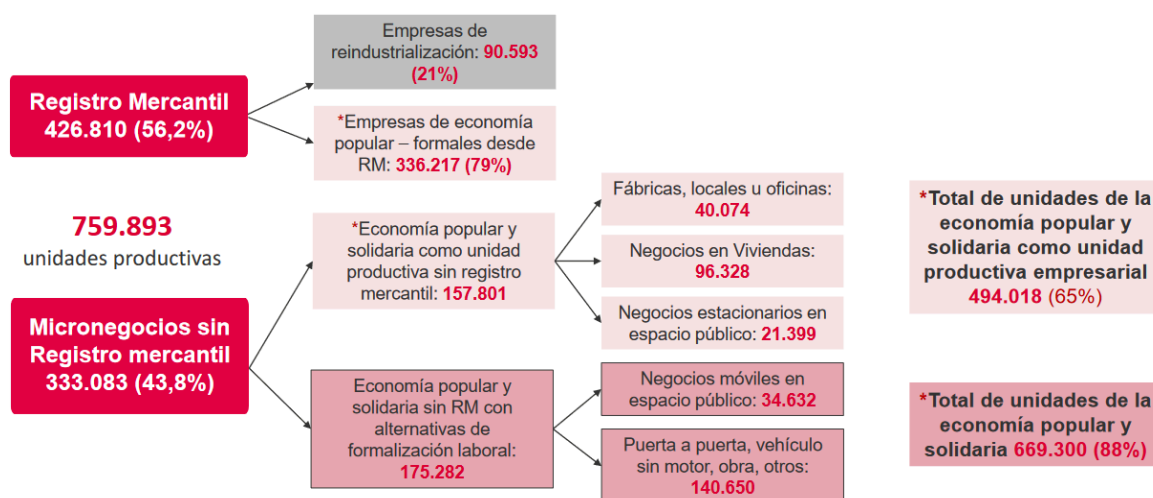 Empresas de
reindustrialización: 90.593
(21%)
Registro Mercantil
426.810 (56,2%)
*Empresas de economía
popular – formales desde
RM: 336.217 (79%)
759.893
unidades productivas
*Economía popular y
solidaria como unidad
productiva sin registro
mercantil: 157.801
Fábricas, locales u oficinas:
40.074
Negocios en Viviendas:
96.328
Negocios estacionarios en
espacio público: 21.399
*Total de unidades de la
economía popular y
solidaria como unidad
productiva empresarial
494.018 (65%)
Micronegocios sin
Registro mercantil
333.083 (43,8%)
Economía popular y
solidaria sin RM con
alternativas de
formalización laboral:
175.282
Negocios móviles en
espacio público: 34.632
Puerta a puerta, vehículo
sin motor, obra, otros:
140.650
*Total de unidades de la
economía popular y
solidaria 669.300 (88%)